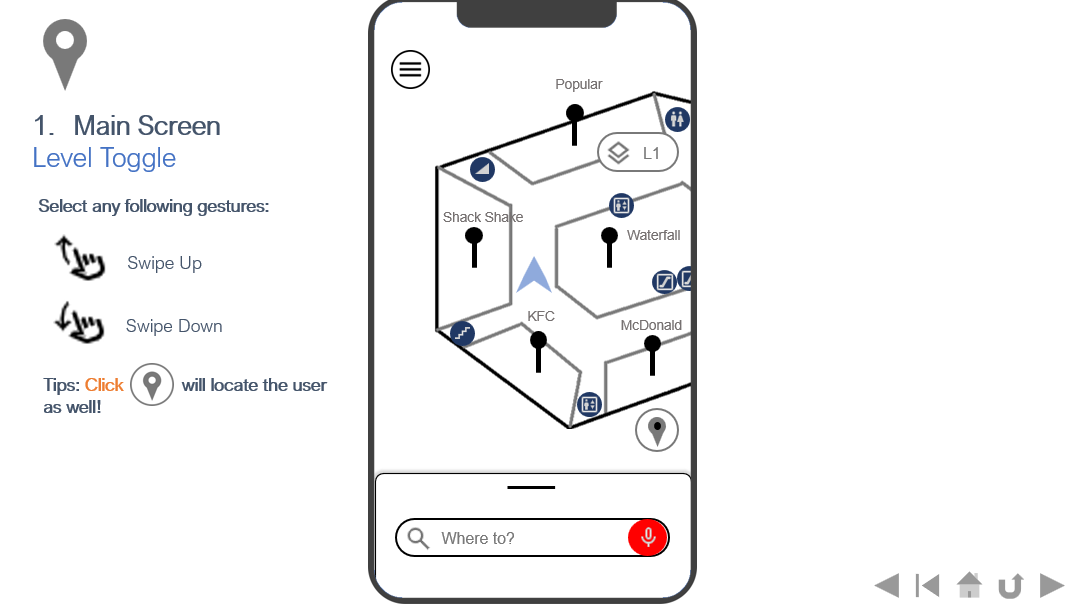 1. Main Screen
Level Toggle
Select any following gestures:
Swipe Up
Swipe Down
Tips: Click will locate the user
as well!
Popular
L1
Shack Shake
Waterfall
KFC
McDonald
Where to?